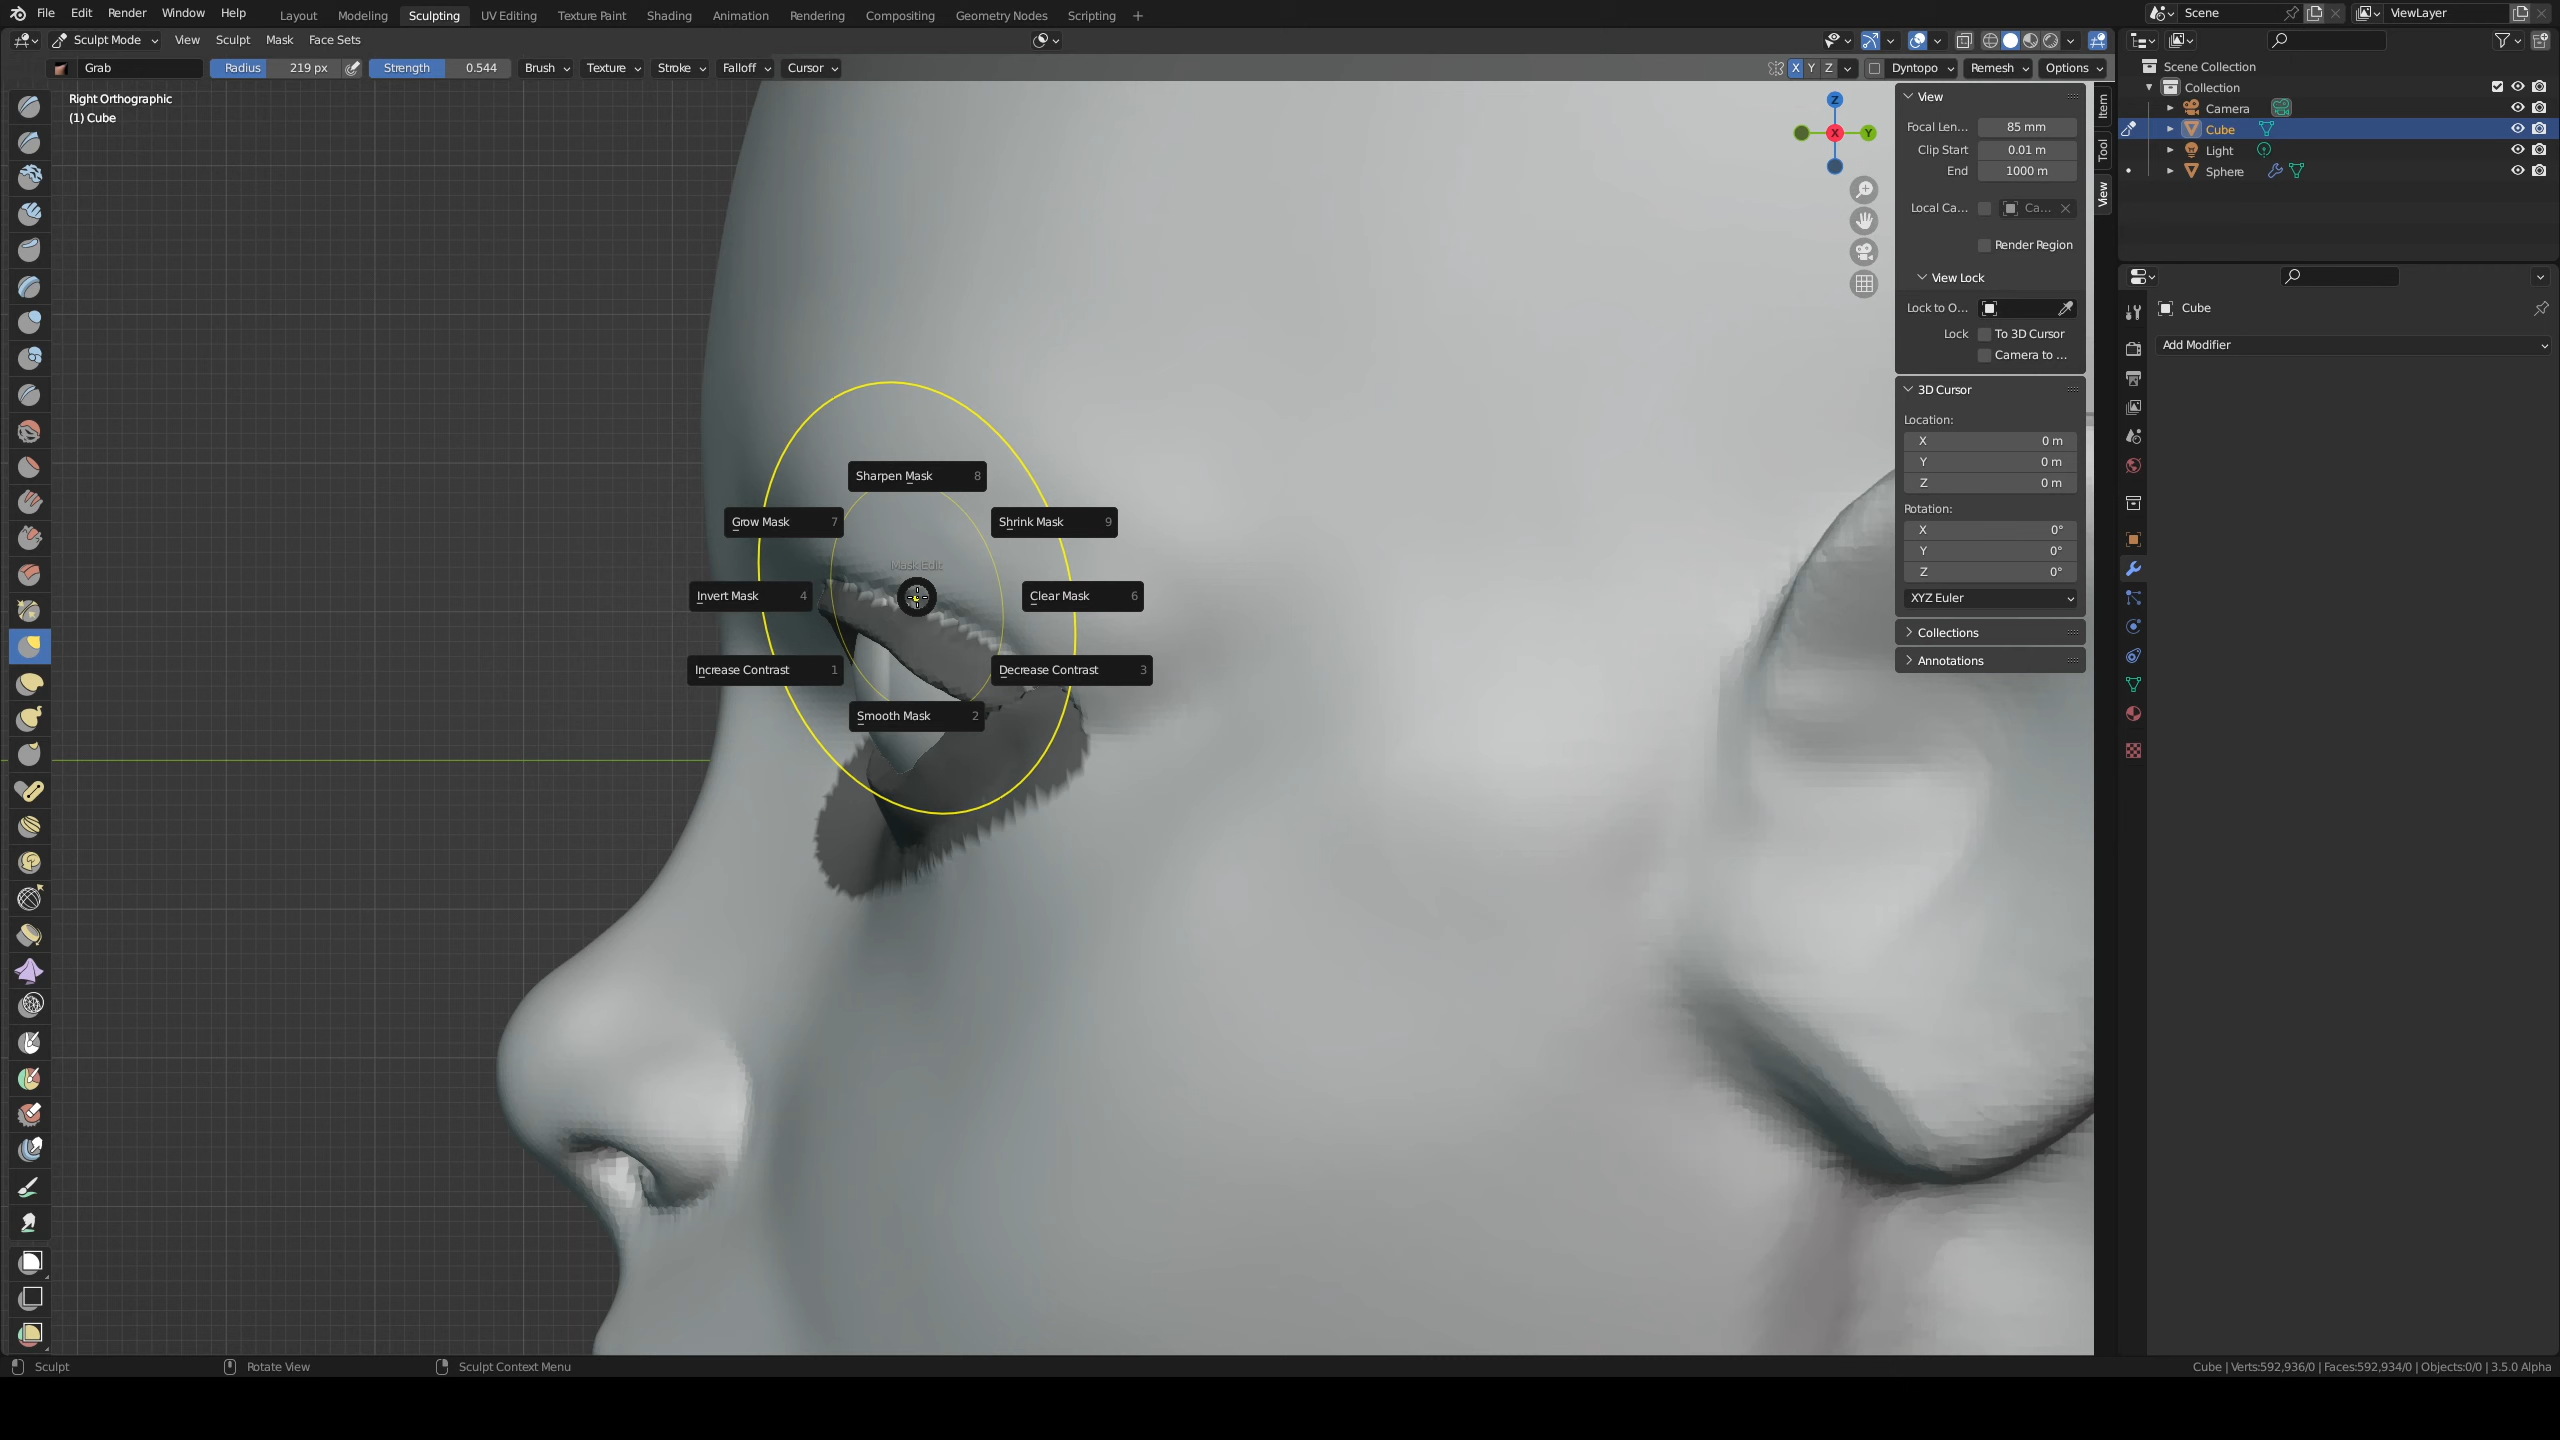 File Edit Render Window Help Layout Modeling Sculpting UV Editing Texture Paint Shading Animation Rendering Compositing Geometry Nodes Scripting + Scene ViewLayer
Sculpt Mode View Sculpt Mask Face Sets
Grab Radius 219 px Strength 0.544 Brush Texture Stroke Falloff Cursor X Y Z Dyntopo Remesh Options
Right Orthographic
(1) Cube
Z
X
Y
Sharpen Mask 8
Grow Mask 7
Shrink Mask 9
Mask Edit
Invert Mask 4
Clear Mask 6
Increase Contrast 1
Decrease Contrast 3
Smooth Mask 2
View
Focal Len... 85 mm
Clip Start 0.01 m
End 1000 m
Local Ca... Ca...
Render Region
View Lock
Lock to O...
Lock To 3D Cursor
Camera to ...
3D Cursor
Location:
X 0 m
Y 0 m
Z 0 m
Rotation:
X 0°
Y 0°
Z 0°
XYZ Euler
Collections
Annotations
Item
Tool
View
Scene Collection
Collection
Camera
Cube
Light
Sphere
Cube
Add Modifier
Sculpt Rotate View Sculpt Context Menu
Cube | Verts:592,936/0 | Faces:592,934/0 | Objects:0/0 | 3.5.0 Alpha